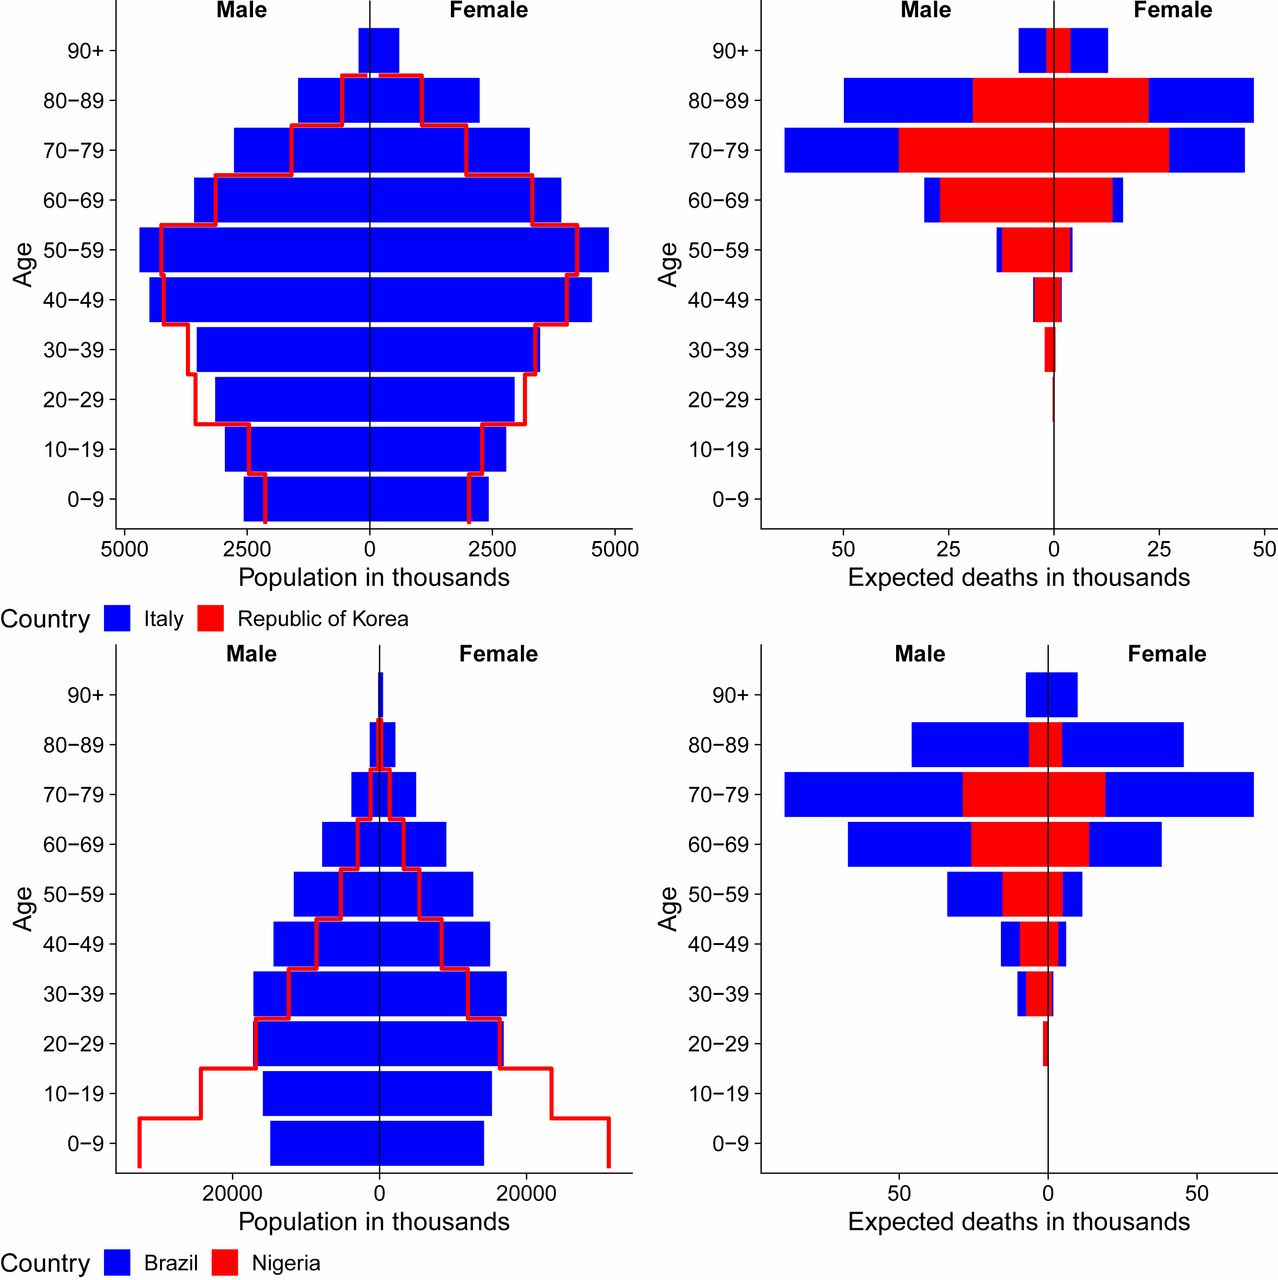 Male Female
90+
80−89
70−79
60−69
50−59
40−49
30−39
20−29
10−19
0−9
Age
5000 2500 0 2500 5000
Population in thousands
Male Female
90+
80−89
70−79
60−69
50−59
40−49
30−39
20−29
10−19
0−9
Age
50 25 0 25 50
Expected deaths in thousands
Country Italy Republic of Korea
Male Female
90+
80−89
70−79
60−69
50−59
40−49
30−39
20−29
10−19
0−9
Age
20000 0 20000
Population in thousands
Male Female
90+
80−89
70−79
60−69
50−59
40−49
30−39
20−29
10−19
0−9
Age
50 0 50
Expected deaths in thousands
Country Brazil Nigeria